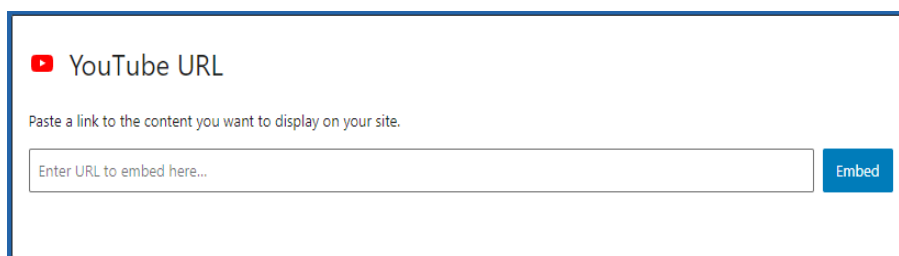 YouTube URL
Paste a link to the content you want to display on your site.
Enter URL to embed here...
Embed